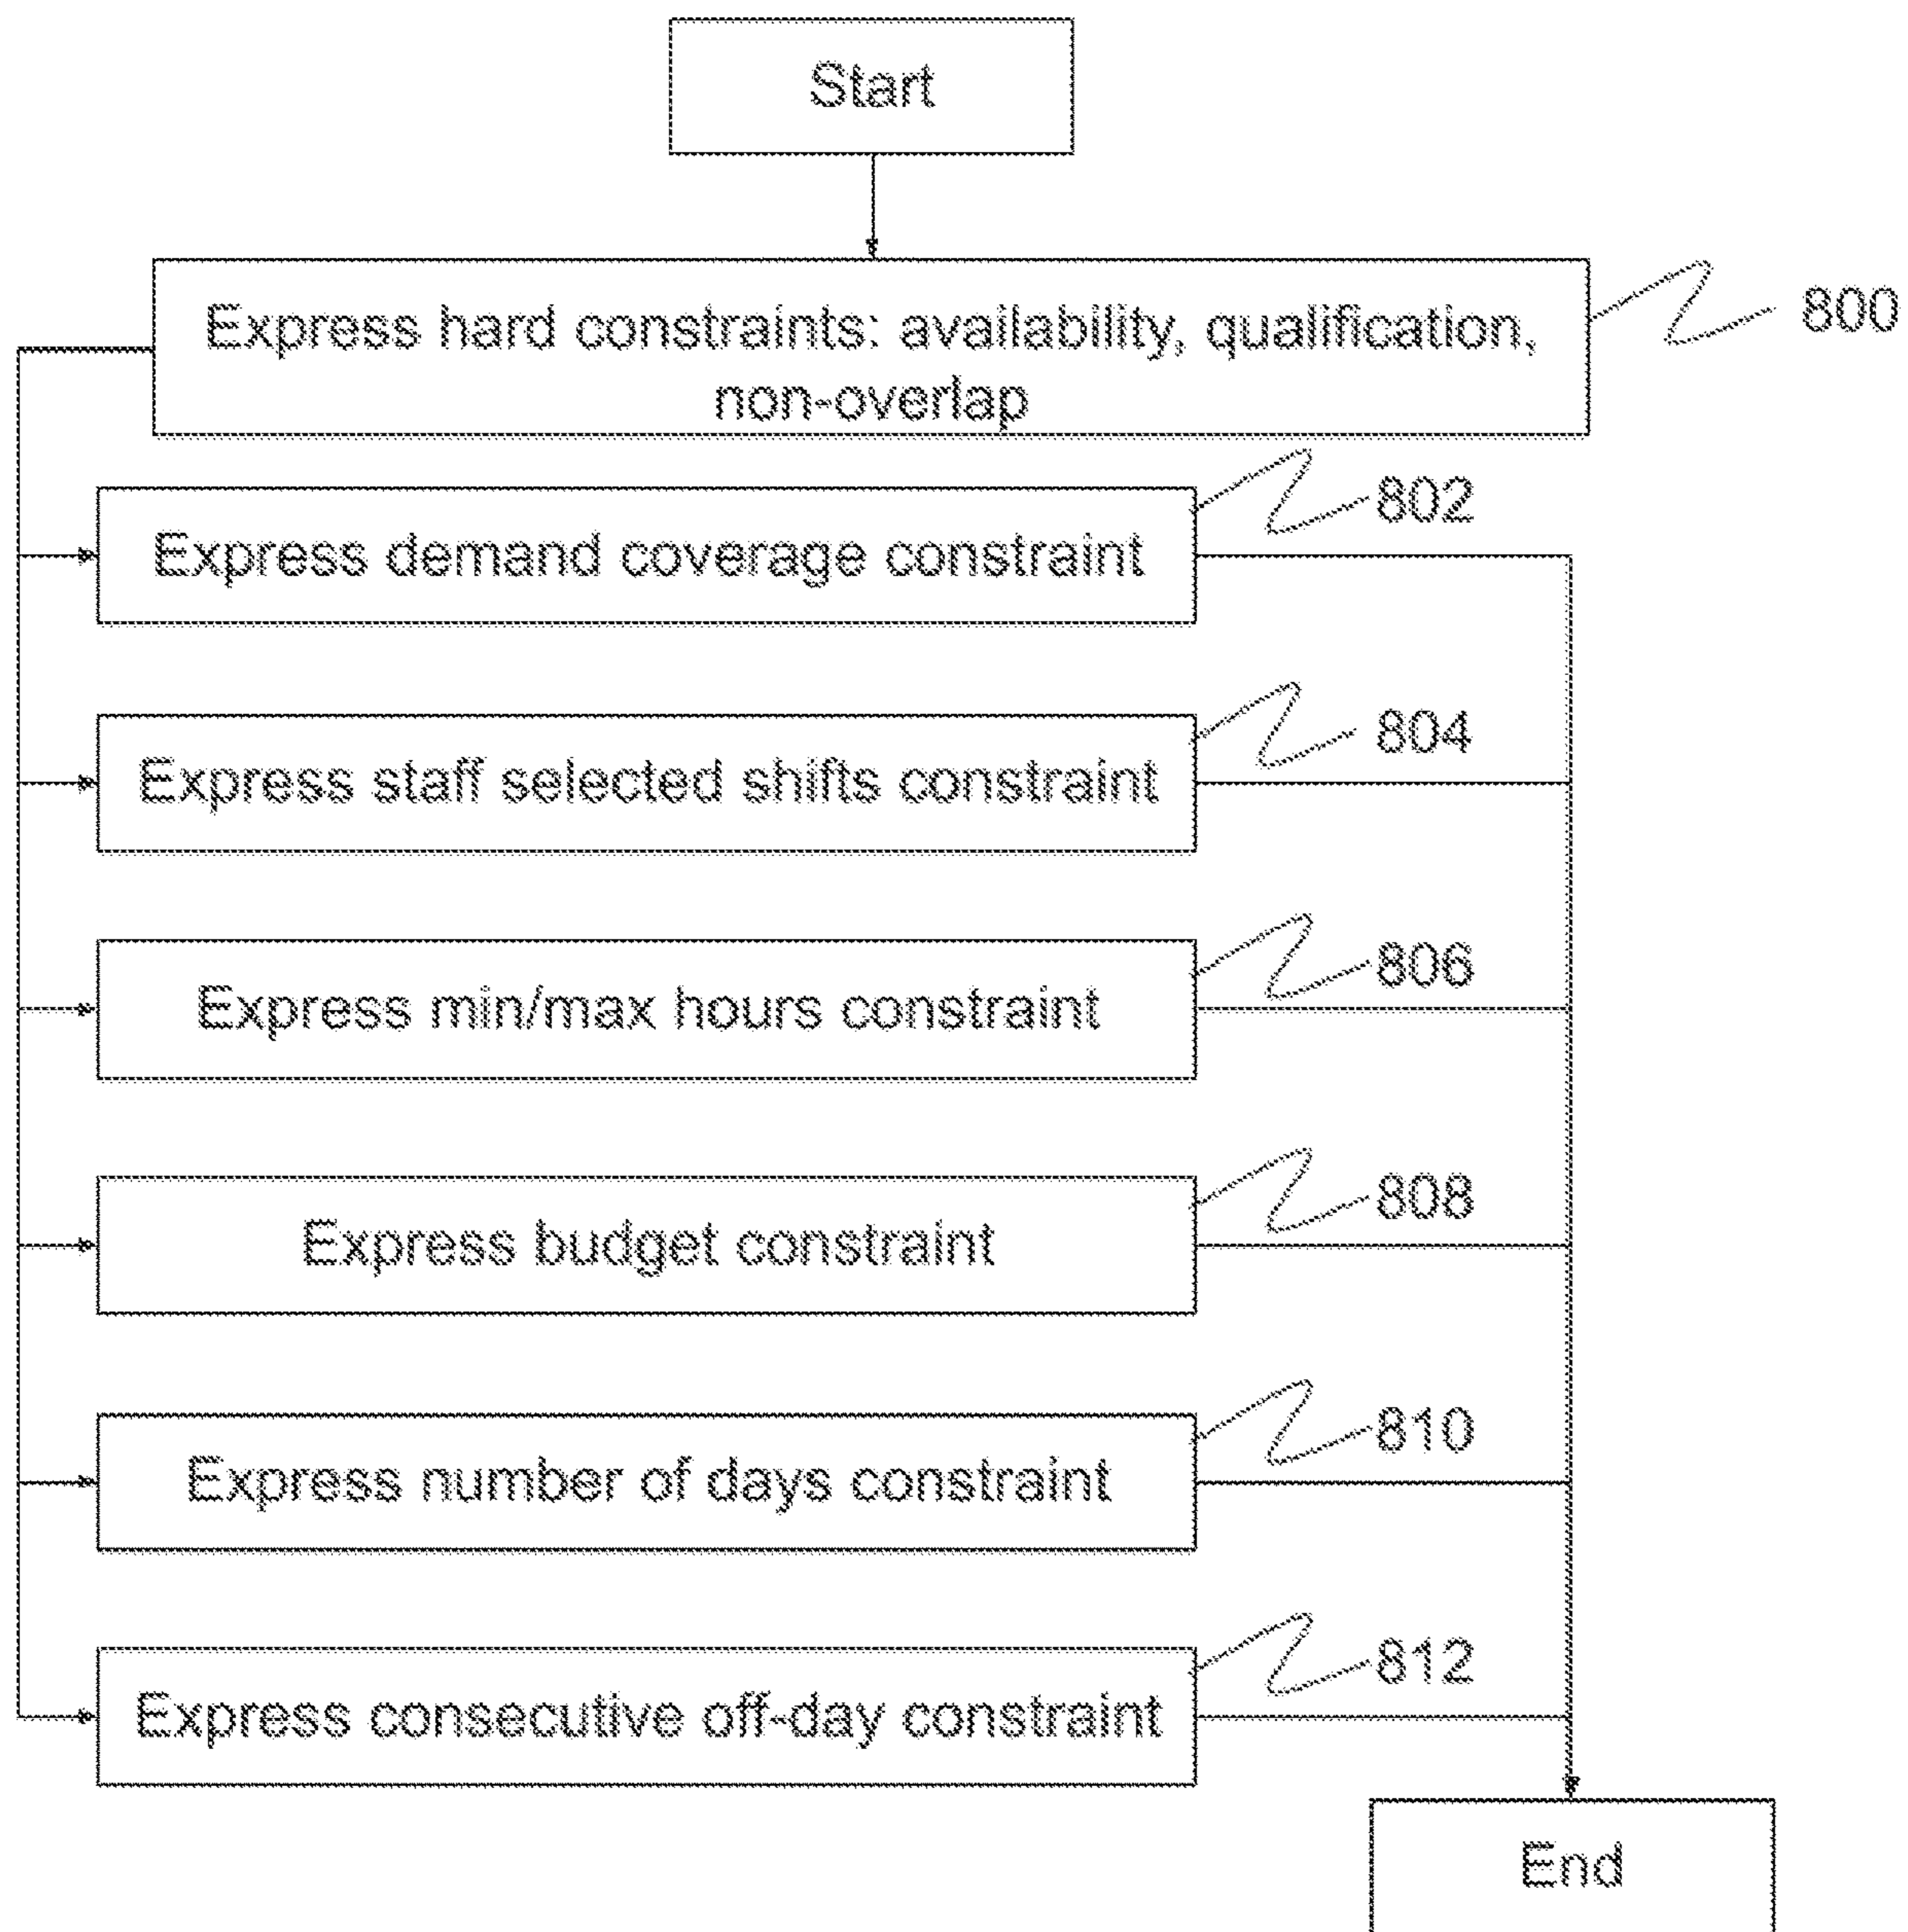 Start
Express hard constraints: availability, qualification,
non-overlap
800
Express demand coverage constraint
802
Express staff selected shifts constraint
804
Express min/max hours constraint
806
Express budget constraint
808
Express number of days constraint
810
Express consecutive off-day constraint
812
End